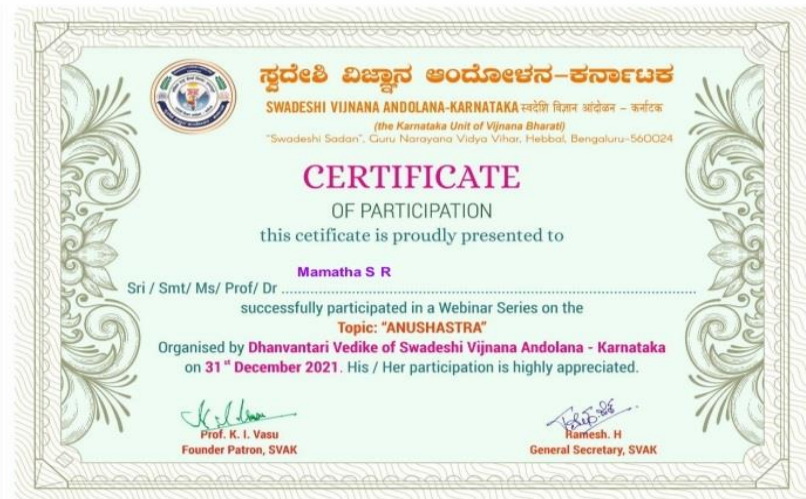 ಸ್ವದೇಶಿ ವಿಜ್ಞಾನ ಆಂದೋಳನ-ಕರ್ನಾಟಕ
SWADESHI VIJNANA ANDOLANA-KARNATAKA स्वदेशि विज्ञान आंदोळन - कर्नाटक
(the Karnataka Unit of Vijnana Bharati)
"Swadeshi Sadan", Guru Narayana Vidya Vihar, Hebbal, Bengaluru-560024
CERTIFICATE
OF PARTICIPATION
this cetificate is proudly presented to
Mamatha S R
Sri / Smt/ Ms/ Prof/ Dr ..........................................................................................
successfully participated in a Webinar Series on the
Topic: "ANUSHASTRA"
Organised by Dhanvantari Vedike of Swadeshi Vijnana Andolana - Karnataka
on 31st December 2021. His / Her participation is highly appreciated.
Prof. K. I. Vasu
Founder Patron, SVAK
Ramesh. H
General Secretary, SVAK